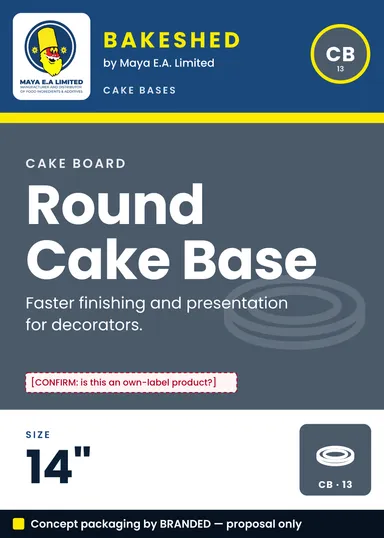 BAKESHED
by Maya E.A. Limited
CAKE BASES
MAYA E.A LIMITED
MANUFACTURER AND DISTRIBUTOR
OF FOOD INGREDIENTS & ADDITIVES
CB
13
CAKE BOARD
Round
Cake Base
Faster finishing and presentation
for decorators.
[CONFIRM: is this an own-label product?]
SIZE
14"
CB · 13
Concept packaging by BRANDED — proposal only